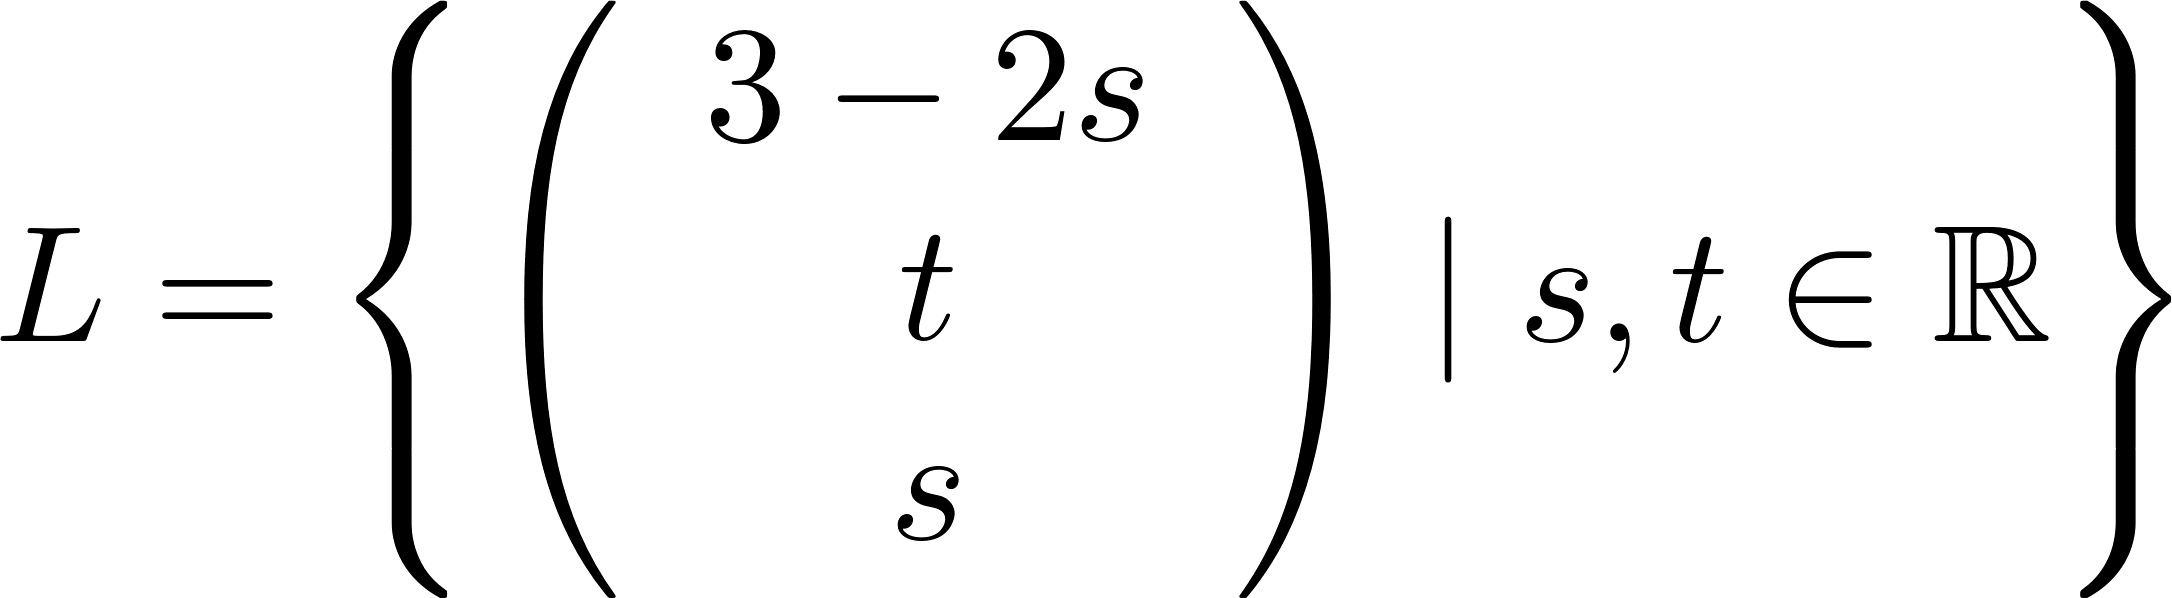 L = { ( 3 − 2s
t
s ) | s, t ∈ ℝ }